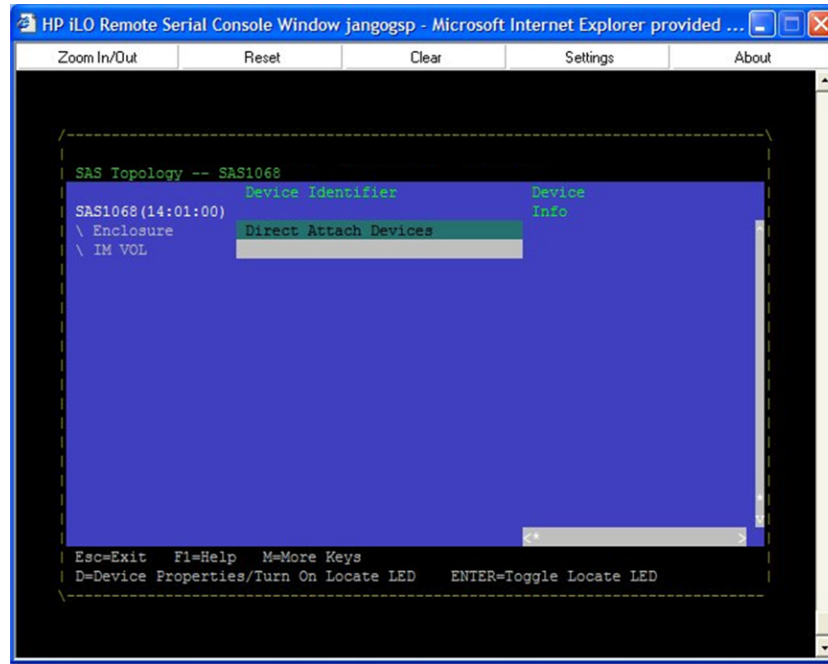 HP iLO Remote Serial Console Window jangogsp - Microsoft Internet Explorer provided ...
Zoom In/Out Reset Clear Settings About
SAS Topology -- SAS1068
Device Identifier Device
SAS1068(14:01:00) Info
\ Enclosure Direct Attach Devices
\ IM VOL
Esc=Exit F1=Help M=More Keys
D=Device Properties/Turn On Locate LED ENTER=Toggle Locate LED